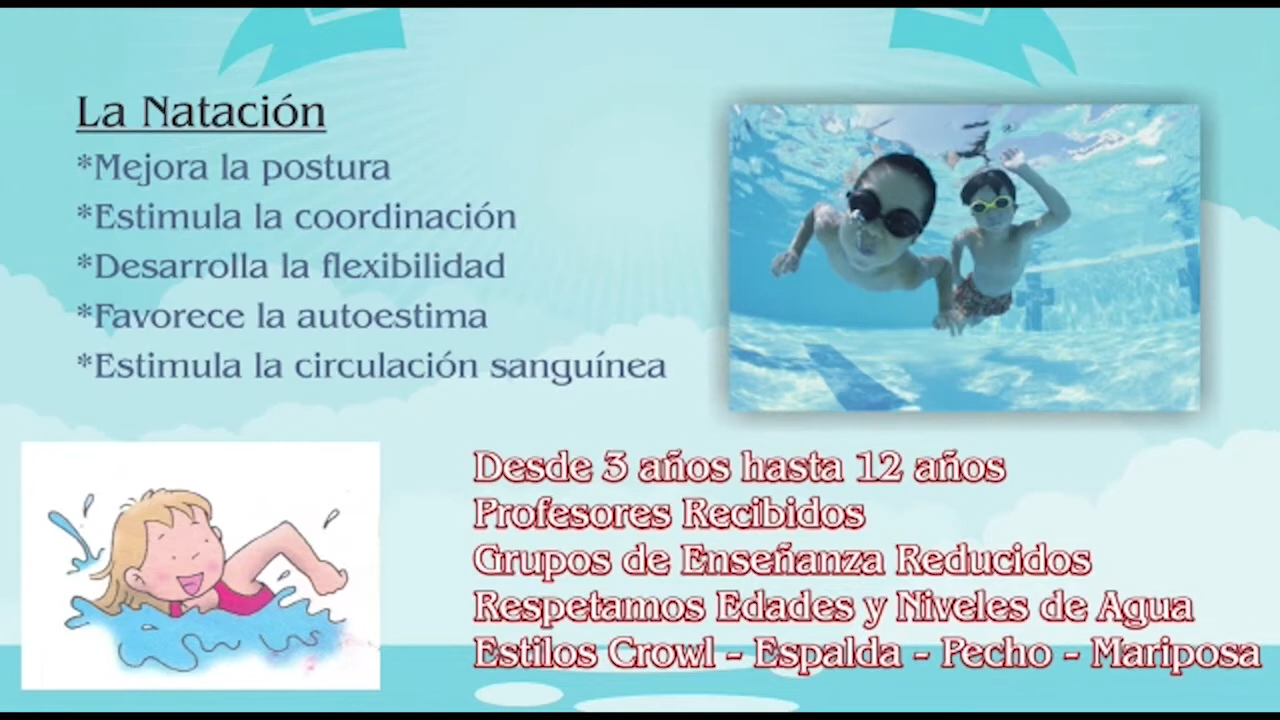 La Natación
*Mejora la postura
*Estimula la coordinación
*Desarrolla la flexibilidad
*Favorece la autoestima
*Estimula la circulación sanguínea
Desde 3 años hasta 12 años
Profesores Recibidos
Grupos de Enseñanza Reducidos
Respetamos Edades y Niveles de Agua
Estilos Crowl - Espalda - Pecho - Mariposa